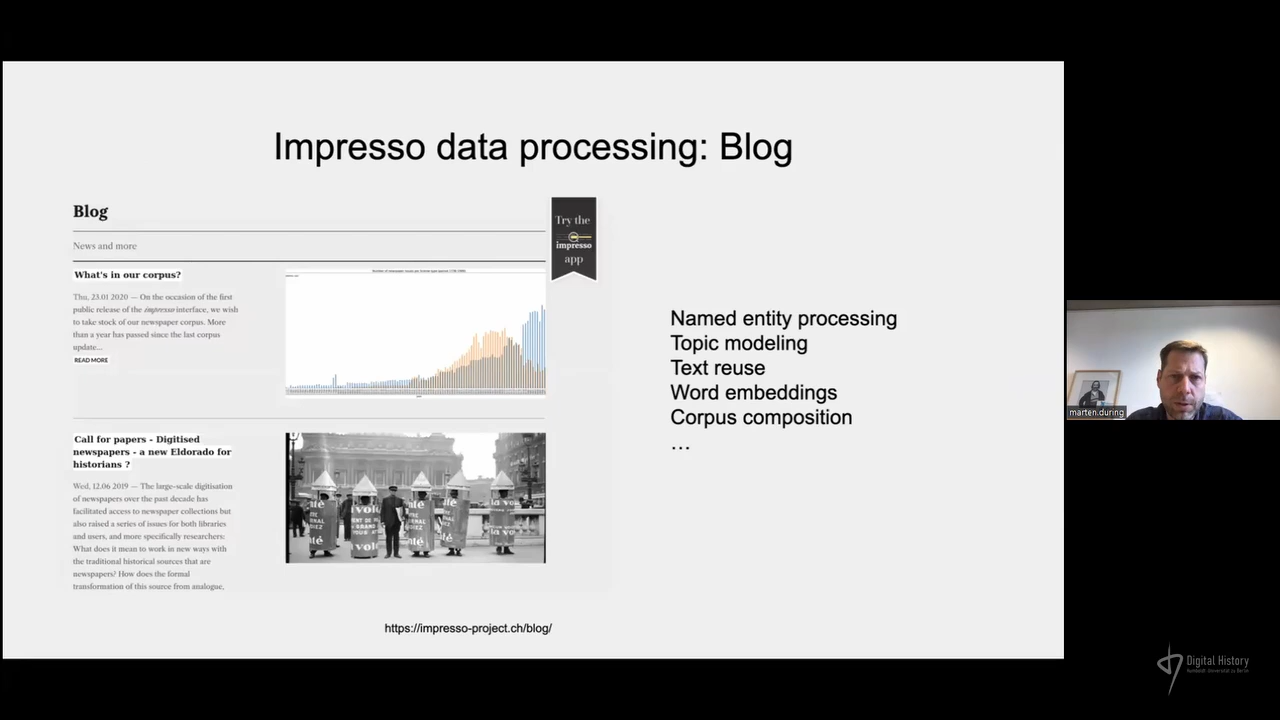 Impresso data processing: Blog
Blog
Try the
impresso
app
News and more
What's in our corpus?
Thu, 23.01 2020 — On the occasion of the first
public release of the impresso interface, we wish
to take stock of our newspaper corpus. More
than a year has passed since the last corpus
update...
READ MORE
Call for papers - Digitised
newspapers - a new Eldorado for
historians ?
Wed, 12.06 2019 — The large-scale digitisation
of newspapers over the past decade has
facilitated access to newspaper collections but
also raised a series of issues for both libraries
and users, and more specifically researchers:
What does it mean to work in new ways with
the traditional historical sources that are
newspapers? How does the formal
transformation of this source from analogue,
Named entity processing
Topic modeling
Text reuse
Word embeddings
Corpus composition
...
https://impresso-project.ch/blog/
marten.during
Digital History
Humboldt-Universität zu Berlin